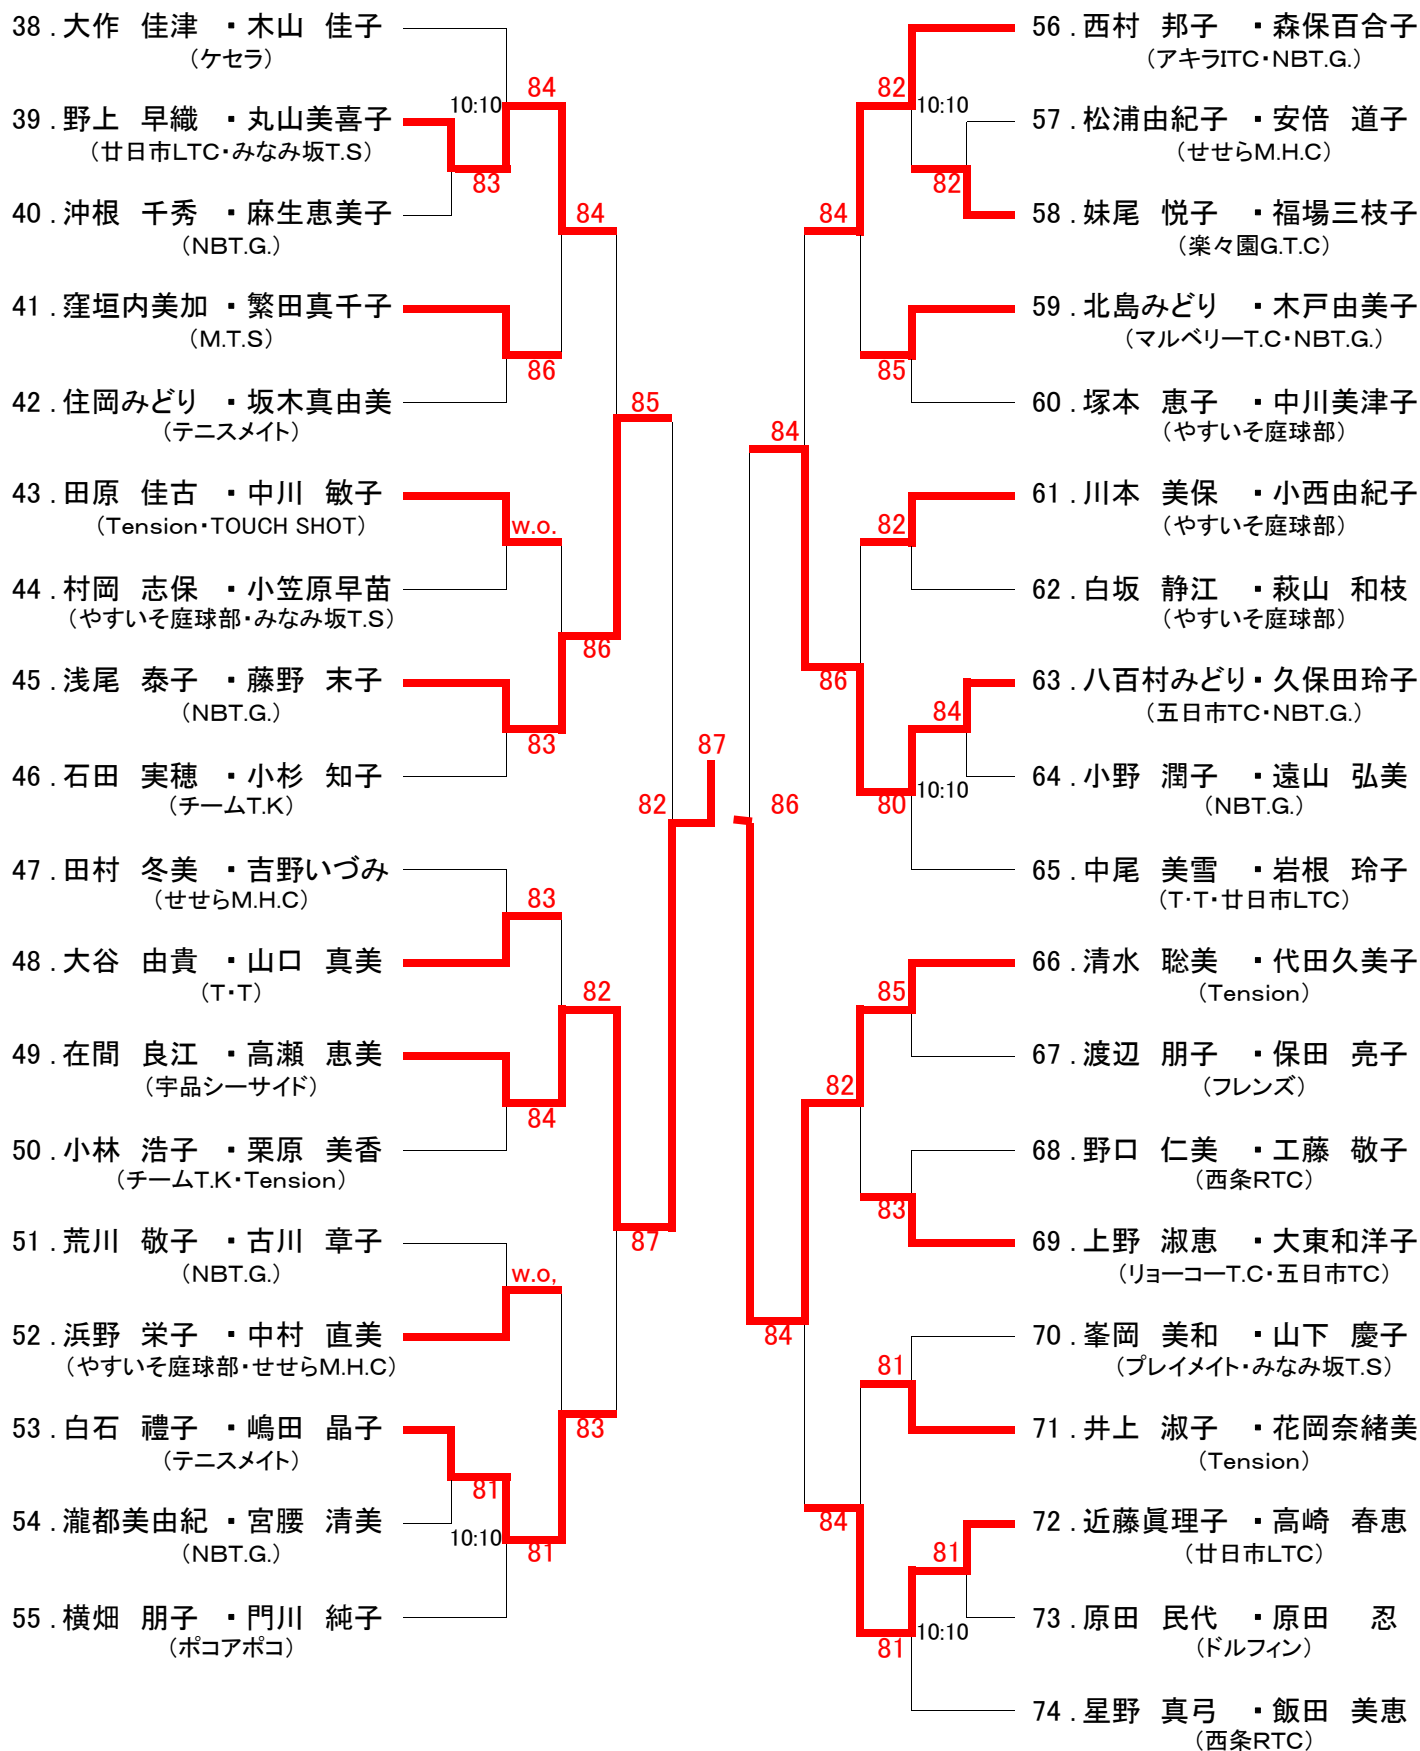 38．大作　佳津　・木山　佳子
（ケセラ）
84
10:10
39．野上　早織　・丸山美喜子
（廿日市LTC・みなみ坂T.S）
83
40．沖根　千秀　・麻生恵美子
（NBT.G.）
84
41．窪垣内美加　・繁田真千子
（M.T.S）
86
42．住岡みどり　・坂木真由美
（テニスメイト）
85
43．田原　佳古　・中川　敏子
（Tension・TOUCH SHOT）
w.o.
44．村岡　志保　・小笠原早苗
（やすいそ庭球部・みなみ坂T.S）
86
45．浅尾　泰子　・藤野　末子
（NBT.G.）
83
46．石田　実穂　・小杉　知子
（チームT.K）
82
87
47．田村　冬美　・吉野いづみ
（せせらM.H.C）
83
48．大谷　由貴　・山口　真美
（T・T）
82
49．在間　良江　・高瀬　恵美
（宇品シーサイド）
84
50．小林　浩子　・栗原　美香
（チームT.K・Tension）
87
51．荒川　敬子　・古川　章子
（NBT.G.）
w.o,
52．浜野　栄子　・中村　直美
（やすいそ庭球部・せせらM.H.C）
83
53．白石　禮子　・嶋田　晶子
（テニスメイト）
81
54．瀧都美由紀　・宮腰　清美
（NBT.G.）
10:10
81
55．横畑　朋子　・門川　純子
（ポコアポコ）
56．西村　邦子　・森保百合子
（アキラITC・NBT.G.）
82
10:10
57．松浦由紀子　・安倍　道子
（せせらM.H.C）
82
58．妹尾　悦子　・福場三枝子
（楽々園G.T.C）
84
59．北島みどり　・木戸由美子
（マルベリーT.C・NBT.G.）
85
60．塚本　恵子　・中川美津子
（やすいそ庭球部）
84
61．川本　美保　・小西由紀子
（やすいそ庭球部）
82
62．白坂　静江　・萩山　和枝
（やすいそ庭球部）
86
63．八百村みどり・久保田玲子
（五日市TC・NBT.G.）
84
64．小野　潤子　・遠山　弘美
（NBT.G.）
80
10:10
86
65．中尾　美雪　・岩根　玲子
（T・T・廿日市LTC）
66．清水　聡美　・代田久美子
（Tension）
85
67．渡辺　朋子　・保田　亮子
（フレンズ）
82
68．野口　仁美　・工藤　敬子
（西条RTC）
83
69．上野　淑恵　・大東和洋子
（リョーコーT.C・五日市TC）
84
70．峯岡　美和　・山下　慶子
（プレイメイト・みなみ坂T.S）
81
71．井上　淑子　・花岡奈緒美
（Tension）
84
72．近藤眞理子　・高崎　春恵
（廿日市LTC）
81
73．原田　民代　・原田　　忍
（ドルフィン）
81
10:10
74．星野　真弓　・飯田　美恵
（西条RTC）